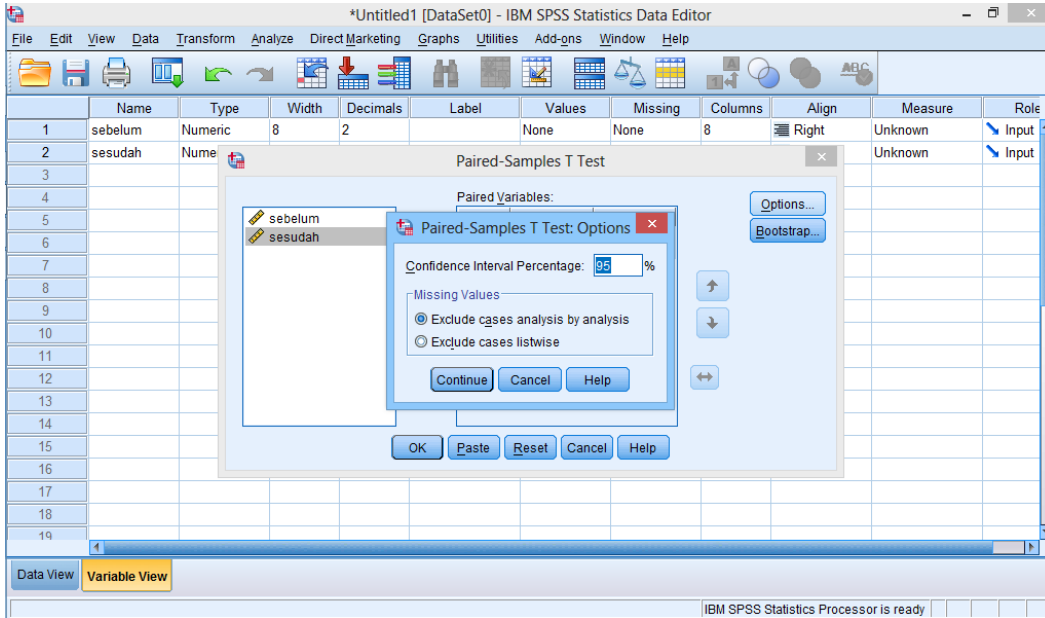 *Untitled1 [DataSet0] - IBM SPSS Statistics Data Editor
File Edit View Data Transform Analyze Direct Marketing Graphs Utilities Add-ons Window Help
A 14 ABC
Name Type Width Decimals Label Values Missing Columns Align Measure Role
1 sebelum Numeric 8 2 None None 8 Right Unknown Input
2 sesudah Nume Unknown Input
3
4
5
6
7
8
9
10
11
12
13
14
15
16
17
18
19
Paired-Samples T Test
Paired Variables:
sebelum
sesudah
Options...
Bootstrap...
OK Paste Reset Cancel Help
Paired-Samples T Test: Options
Confidence Interval Percentage: 95 %
Missing Values
Exclude cases analysis by analysis
Exclude cases listwise
Continue Cancel Help
Data View Variable View
IBM SPSS Statistics Processor is ready